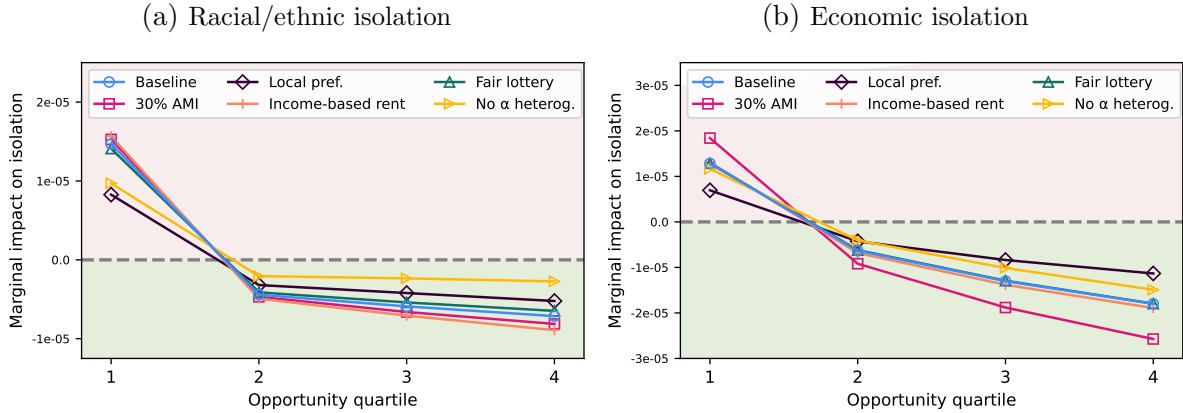 (a) Racial/ethnic isolation
Baseline
30% AMI
Local pref.
Income-based rent
Fair lottery
No α heterog.
2e-05
1e-05
0.0
-1e-05
Marginal impact on isolation
1 2 3 4
Opportunity quartile
(b) Economic isolation
Baseline
30% AMI
Local pref.
Income-based rent
Fair lottery
No α heterog.
3e-05
2e-05
1e-05
0.0
-1e-05
-2e-05
-3e-05
Marginal impact on isolation
1 2 3 4
Opportunity quartile